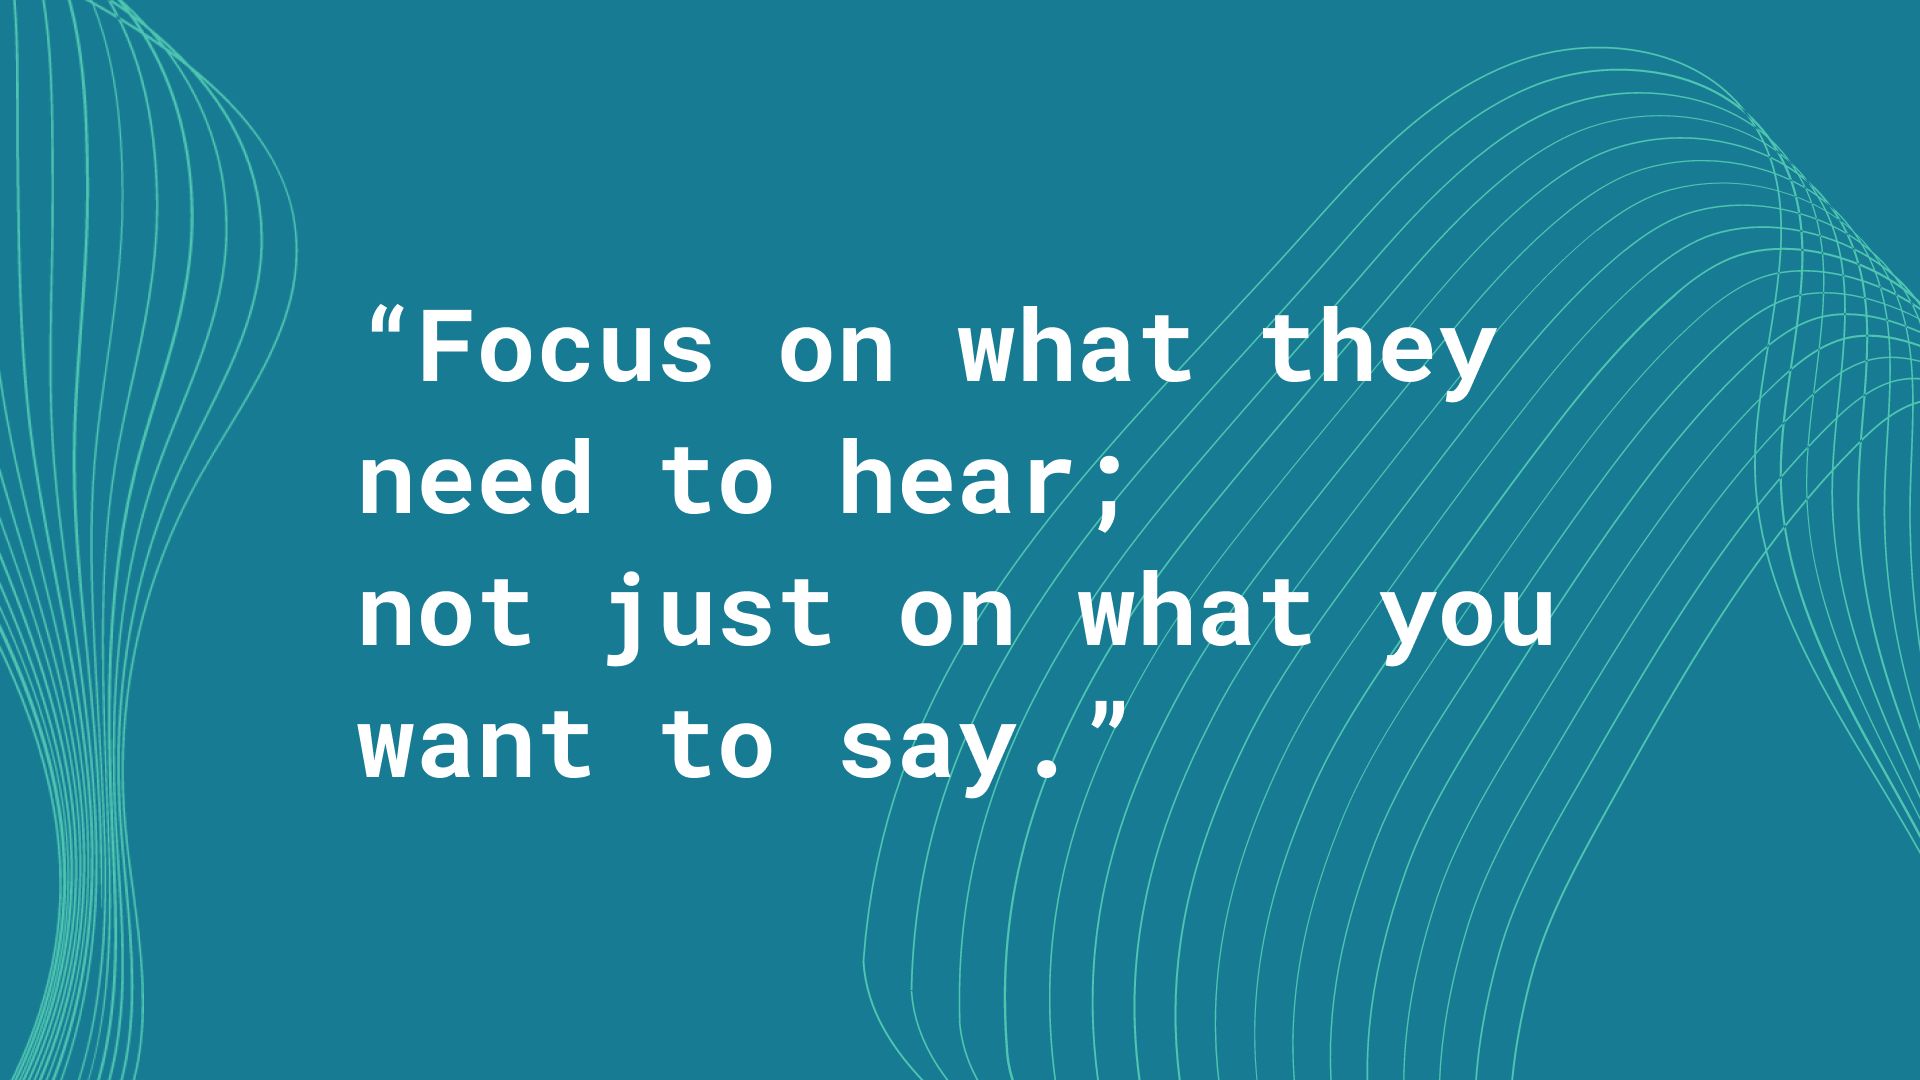 “Focus on what they
need to hear;
not just on what you
want to say.”